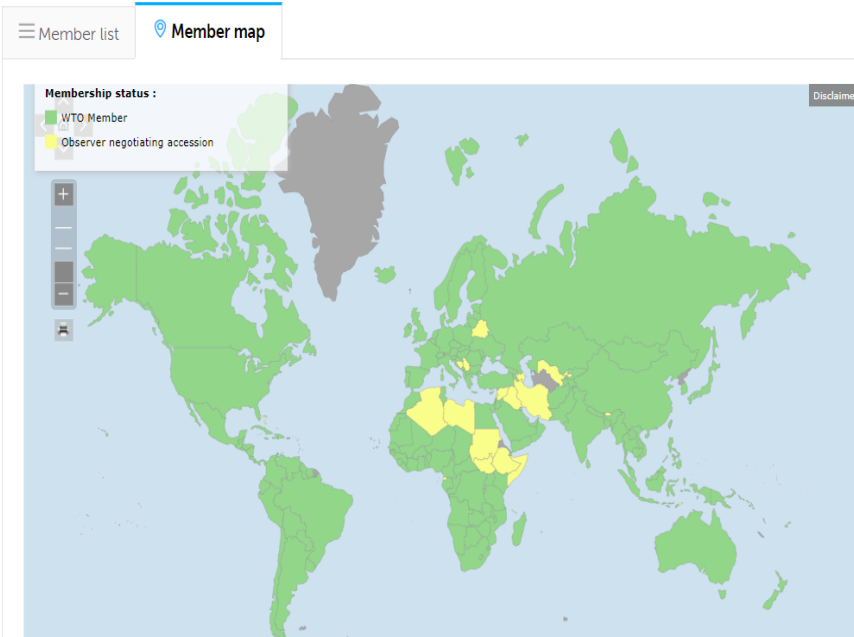 Member list
Member map
Membership status :
WTO Member
Observer negotiating accession
Disclaime